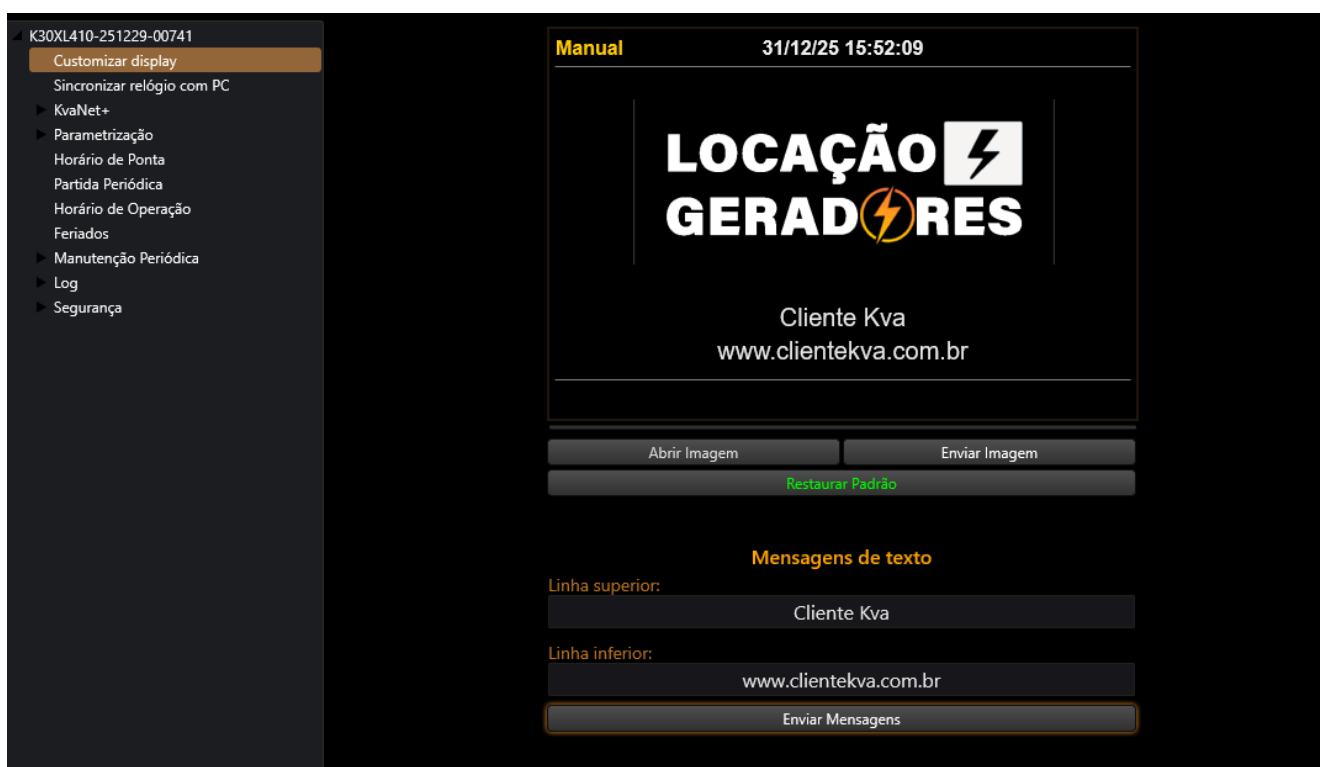 K30XL410-251229-00741
Customizar display
Sincronizar relógio com PC
KvaNet+
Parametrização
Horário de Ponta
Partida Periódica
Horário de Operação
Feriados
Manutenção Periódica
Log
Segurança
Manual 31/12/25 15:52:09
LOCAÇÃO
GERADORES
Cliente Kva
www.clientekva.com.br
Abrir Imagem Enviar Imagem
Restaurar Padrão
Mensagens de texto
Linha superior:
Cliente Kva
Linha inferior:
www.clientekva.com.br
Enviar Mensagens